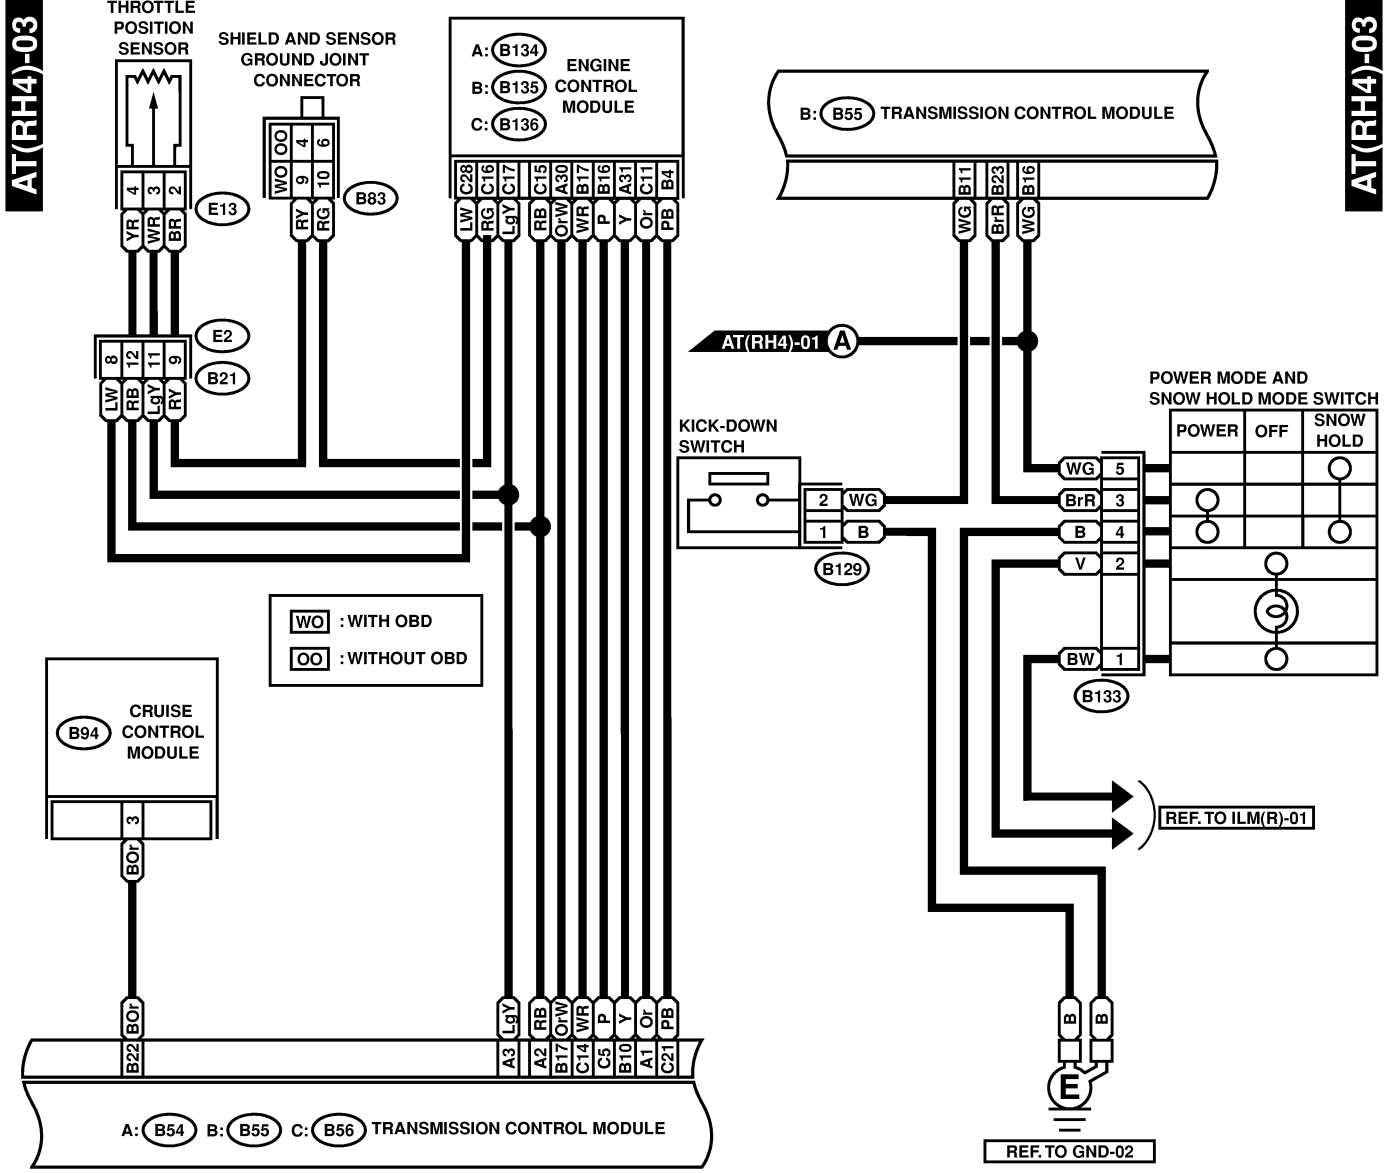 AT(RH4)-03
THROTTLE
POSITION
SENSOR
4 3 2
YR WR BR
E13
SHIELD AND SENSOR
GROUND JOINT
CONNECTOR
OO 4 6
WO 9 10
RY RG
B83
A: B134
B: B135
C: B136
ENGINE
CONTROL
MODULE
C28 C16 C17 C15 A30 B17 B16 A31 C11 B4
LW RG LgY RB OrW WR P Y Or PB
B: B55 TRANSMISSION CONTROL MODULE
B11 B23 B16
WG BrR WG
AT(RH4)-03
E2
8 12 11 9
B21
LW RB LgY RY
AT(RH4)-01 A
KICK-DOWN
SWITCH
2 WG
1 B
B129
POWER MODE AND
SNOW HOLD MODE SWITCH
POWER OFF SNOW
HOLD
WG 5
BrR 3
B 4
V 2
BW 1
B133
WO : WITH OBD
OO : WITHOUT OBD
B94
CRUISE
CONTROL
MODULE
3
BOr
REF. TO ILM(R)-01
BOr LgY RB OrW WR P Y Or PB
B22 A3 A2 B17 C14 C5 B10 A1 C21
A: B54 B: B55 C: B56 TRANSMISSION CONTROL MODULE
B B
E
REF. TO GND-02